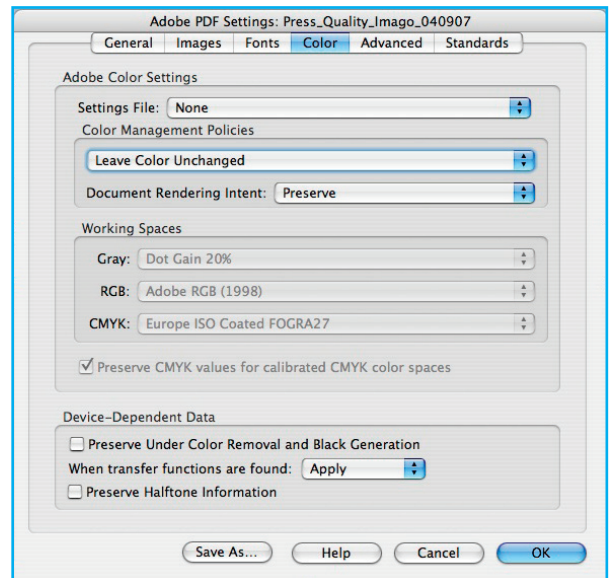 Adobe PDF Settings: Press_Quality_Imago_040907
General Images Fonts Color Advanced Standards
Adobe Color Settings
Settings File: None
Color Management Policies
Leave Color Unchanged
Document Rendering Intent: Preserve
Working Spaces
Gray: Dot Gain 20%
RGB: Adobe RGB (1998)
CMYK: Europe ISO Coated FOGRA27
Preserve CMYK values for calibrated CMYK color spaces
Device-Dependent Data
Preserve Under Color Removal and Black Generation
When transfer functions are found: Apply
Preserve Halftone Information
Save As... Help Cancel OK